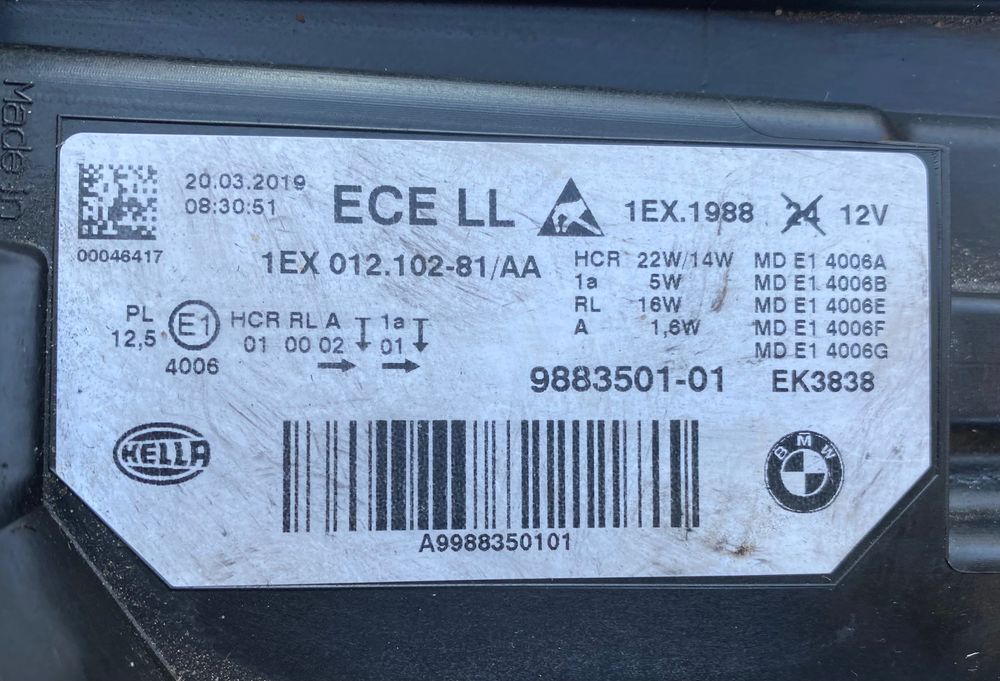 Made in
20.03.2019
08:30:51
00046417
ECE LL
1EX.1988 24 12V
1EX 012.102-81/AA
HCR 22W/14W MD E1 4006A
1a 5W MD E1 4006B
RL 16W MD E1 4006E
A 1,6W MD E1 4006F
MD E1 4006G
PL
12,5
E1
4006
HCR RL A 1a
01 00 02 01
9883501-01 EK3838
HELLA
A9988350101
BMW